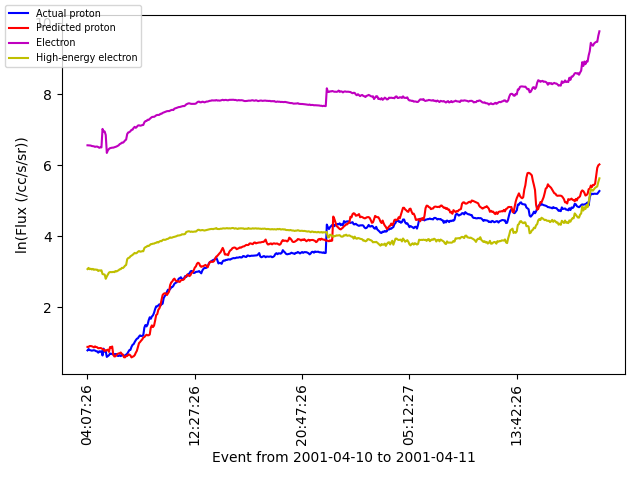 Actual proton
Predicted proton
Electron
High-energy electron
8
6
4
2
ln(Flux (/cc/s/sr))
04:07:26
12:27:26
20:47:26
05:12:27
13:42:26
Event from 2001-04-10 to 2001-04-11